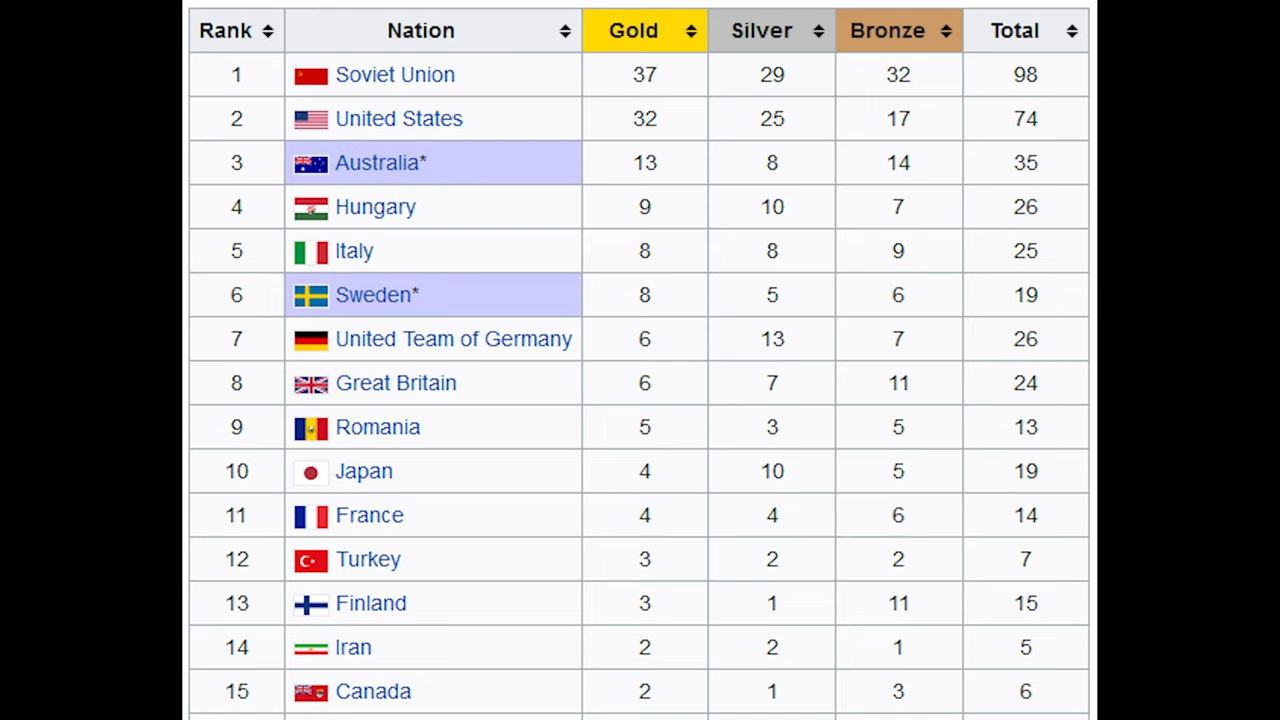 Rank Nation Gold Silver Bronze Total
1 Soviet Union 37 29 32 98
2 United States 32 25 17 74
3 Australia* 13 8 14 35
4 Hungary 9 10 7 26
5 Italy 8 8 9 25
6 Sweden* 8 5 6 19
7 United Team of Germany 6 13 7 26
8 Great Britain 6 7 11 24
9 Romania 5 3 5 13
10 Japan 4 10 5 19
11 France 4 4 6 14
12 Turkey 3 2 2 7
13 Finland 3 1 11 15
14 Iran 2 2 1 5
15 Canada 2 1 3 6